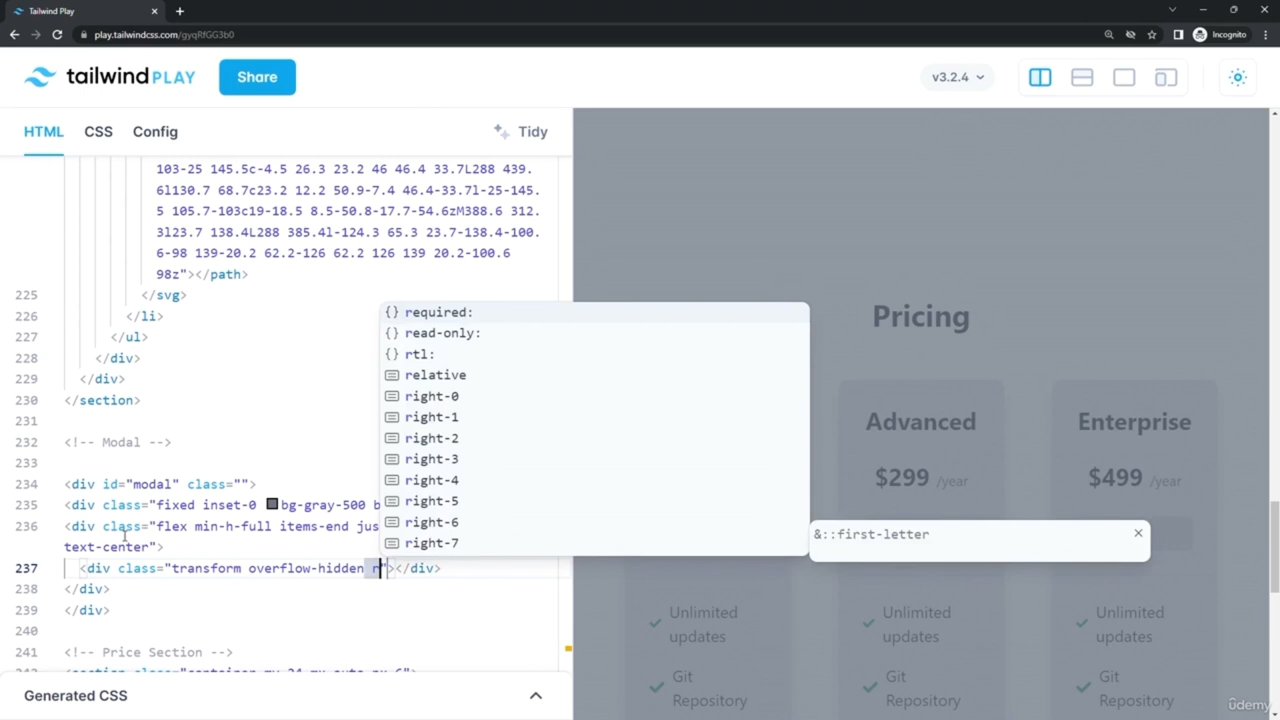 Tailwind Play
play.tailwindcss.com/gyqRfGG3b0
Incognito
tailwind PLAY
Share
v3.2.4
HTML
CSS
Config
Tidy
103-25 145.5c-4.5 26.3 23.2 46 46.4 33.7L288 439.
6l130.7 68.7c23.2 12.2 50.9-7.4 46.4-33.7l-25-145.
5 105.7-103c19-18.5 8.5-50.8-17.7-54.6zM388.6 312.
3l23.7 138.4L288 385.4l-124.3 65.3 23.7-138.4-100.
6-98 139-20.2 62.2-126 62.2 126 139 20.2-100.6
98z"></path>
225 </svg>
226 </li>
227 </ul>
228 </div>
229 </div>
230 </section>
231
232 <!-- Modal -->
233
234 <div id="modal" class="">
235 <div class="fixed inset-0 bg-gray-500 b
236 <div class="flex min-h-full items-end jus
text-center">
237 <div class="transform overflow-hidden r"></div>
238 </div>
239 </div>
240
241 <!-- Price Section -->
required:
read-only:
rtl:
relative
right-0
right-1
right-2
right-3
right-4
right-5
right-6
right-7
&::first-letter
Generated CSS
Pricing
Advanced
$299 /year
Enterprise
$499 /year
Unlimited
updates
Unlimited
updates
Unlimited
updates
Git
Repository
Git
Repository
Git
Repository
Udemy